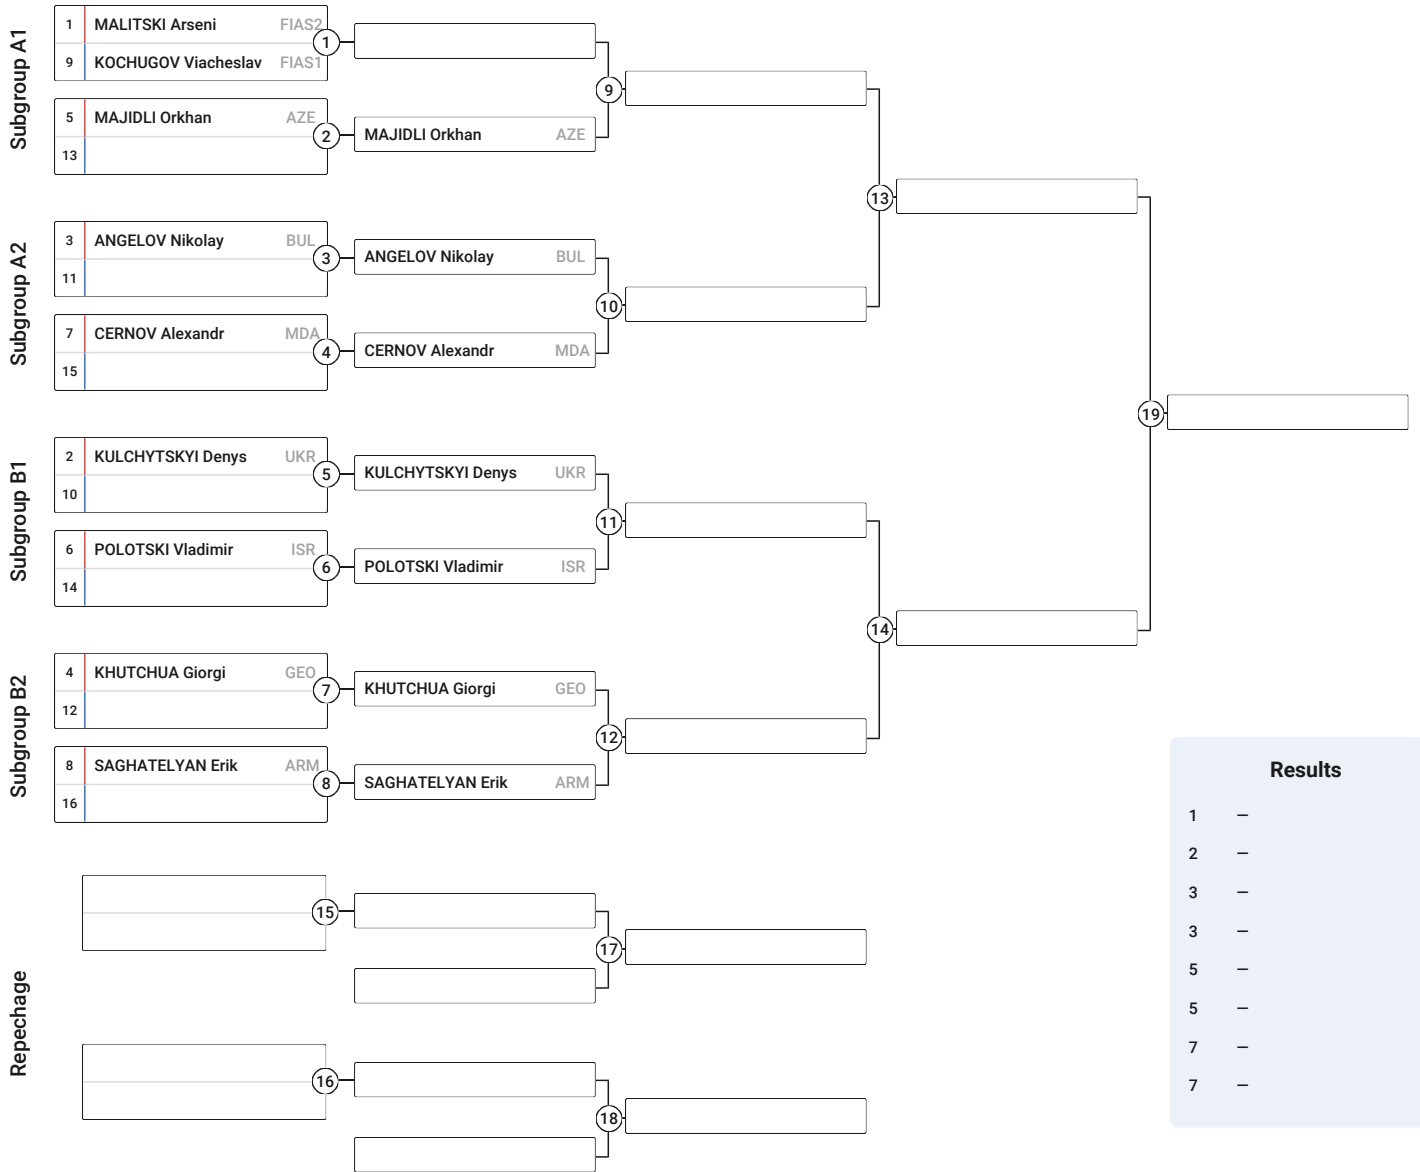 Subgroup A1
1 MALITSKI Arseni FIAS2
9 KOCHUGOV Viacheslav FIAS1
1
5 MAJIDLI Orkhan AZE
13
2
MAJIDLI Orkhan AZE
9
Subgroup A2
3 ANGELOV Nikolay BUL
11
3
ANGELOV Nikolay BUL
7 CERNOV Alexandr MDA
15
4
CERNOV Alexandr MDA
10
13
Subgroup B1
2 KULCHYTSKYI Denys UKR
10
5
KULCHYTSKYI Denys UKR
6 POLOTSKI Vladimir ISR
14
6
POLOTSKI Vladimir ISR
11
Subgroup B2
4 KHUTCHUA Giorgi GEO
12
7
KHUTCHUA Giorgi GEO
8 SAGHATELYAN Erik ARM
16
8
SAGHATELYAN Erik ARM
12
14
19
Repechage
15
17
16
18
Results
1 –
2 –
3 –
3 –
5 –
5 –
7 –
7 –